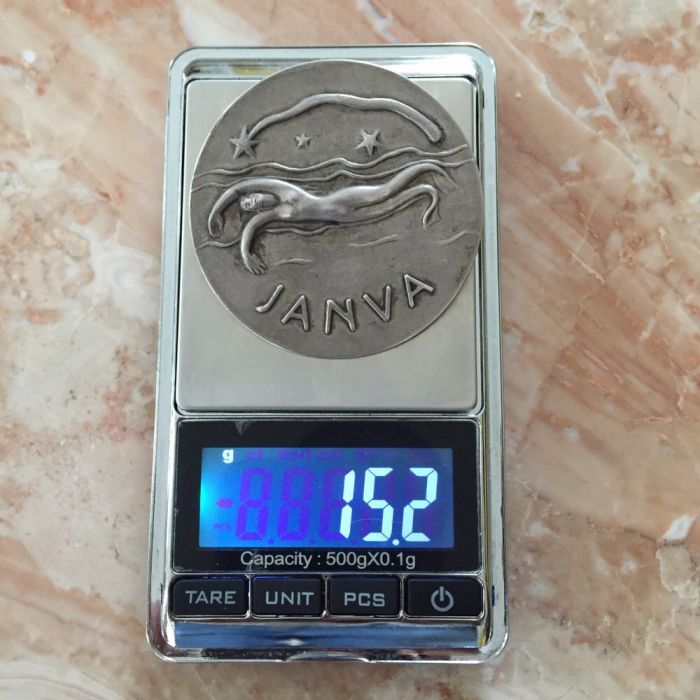 JANVA
g
15.2
Capacity : 500gX0.1g
TARE UNIT PCS